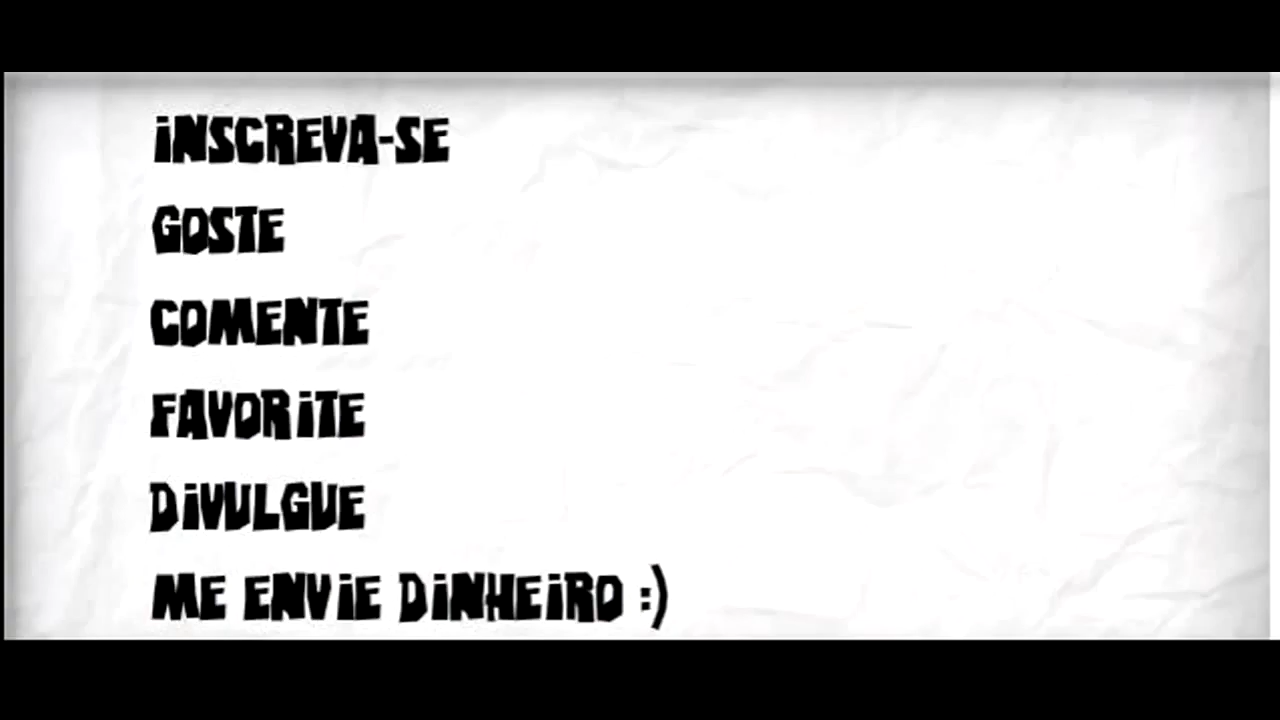 INSCREVA-SE
GOSTE
COMENTE
FAVORITE
DIVULGUE
ME ENVIE DINHEIRO :)